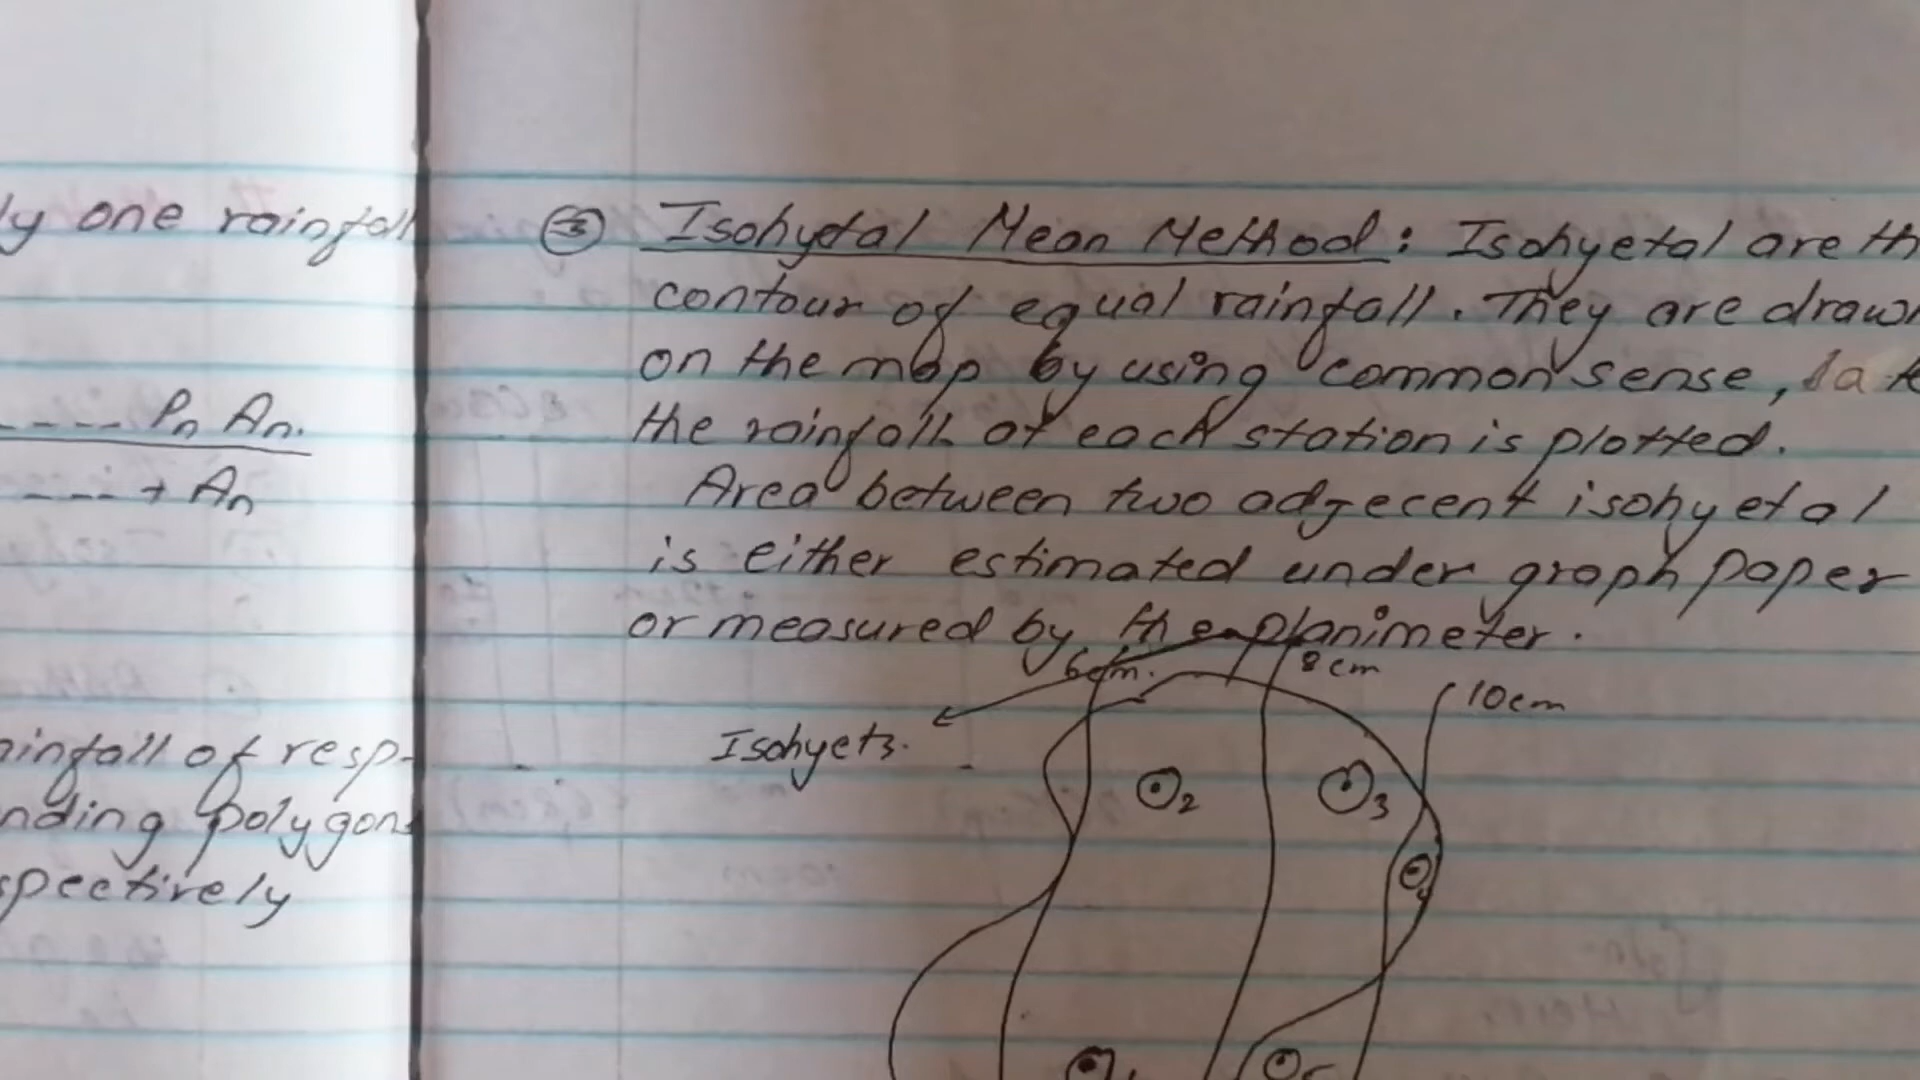 ly one rainfall
---- Pn An.
---- + An
ainfall of resp-
nding polygons
spectively
③ Isohyetal Mean Method: Isohyetal are th
contour of equal rainfall. They are drawn
on the map by using common sense,
the rainfall of each station is plotted.
Area between two adjecent isohyetal
is either estimated under graph paper
or measured by the planimeter.
6cm. 8cm
10cm
Isohyets.
2 3
4
1 5